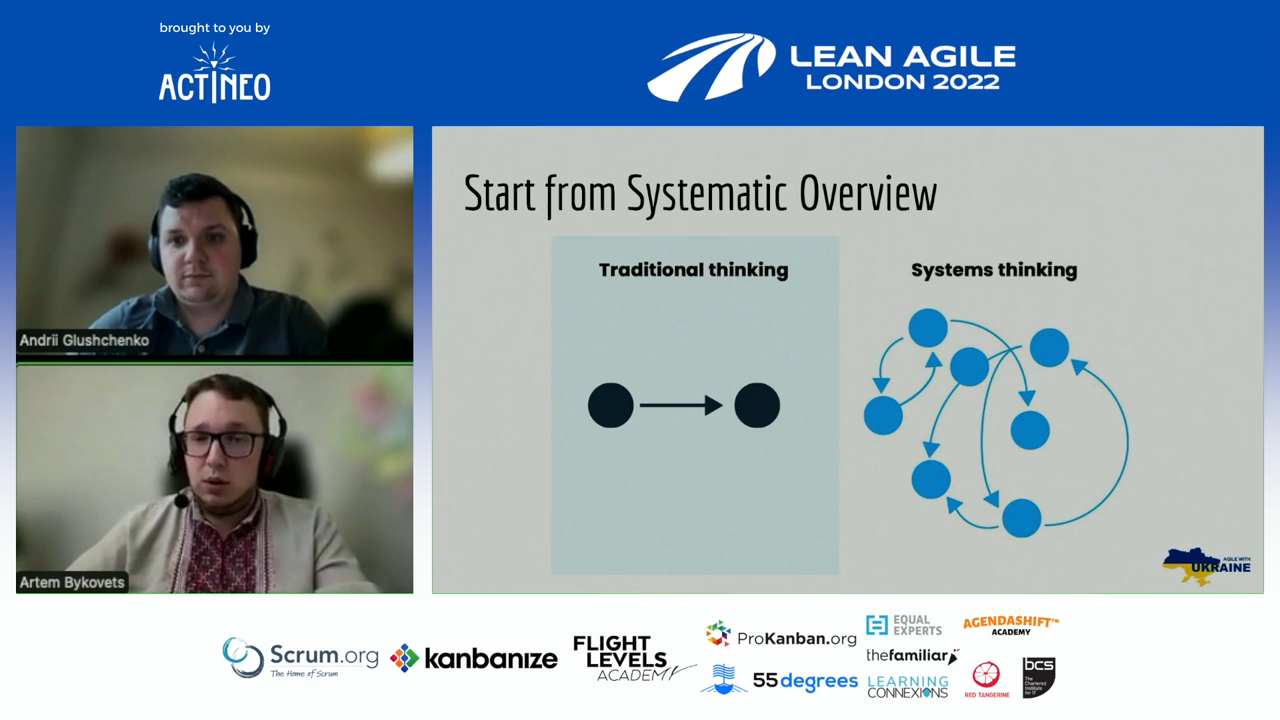 brought to you by
ACTINEO
LEAN AGILE
LONDON 2022
Andrii Glushchenko
Artem Bykovets
Start from Systematic Overview
Traditional thinking
Systems thinking
AGILE WITH
UKRAINE
Scrum.org
The Home of Scrum
kanbanize
FLIGHT
LEVELS
ACADEMY
ProKanban.org
55degrees
EQUAL
EXPERTS
thefamiliar
LEARNING
CONNEXIONS
AGENDASHIFT™
ACADEMY
RED TANGERINE
bcs
The
Chartered
Institute
for IT